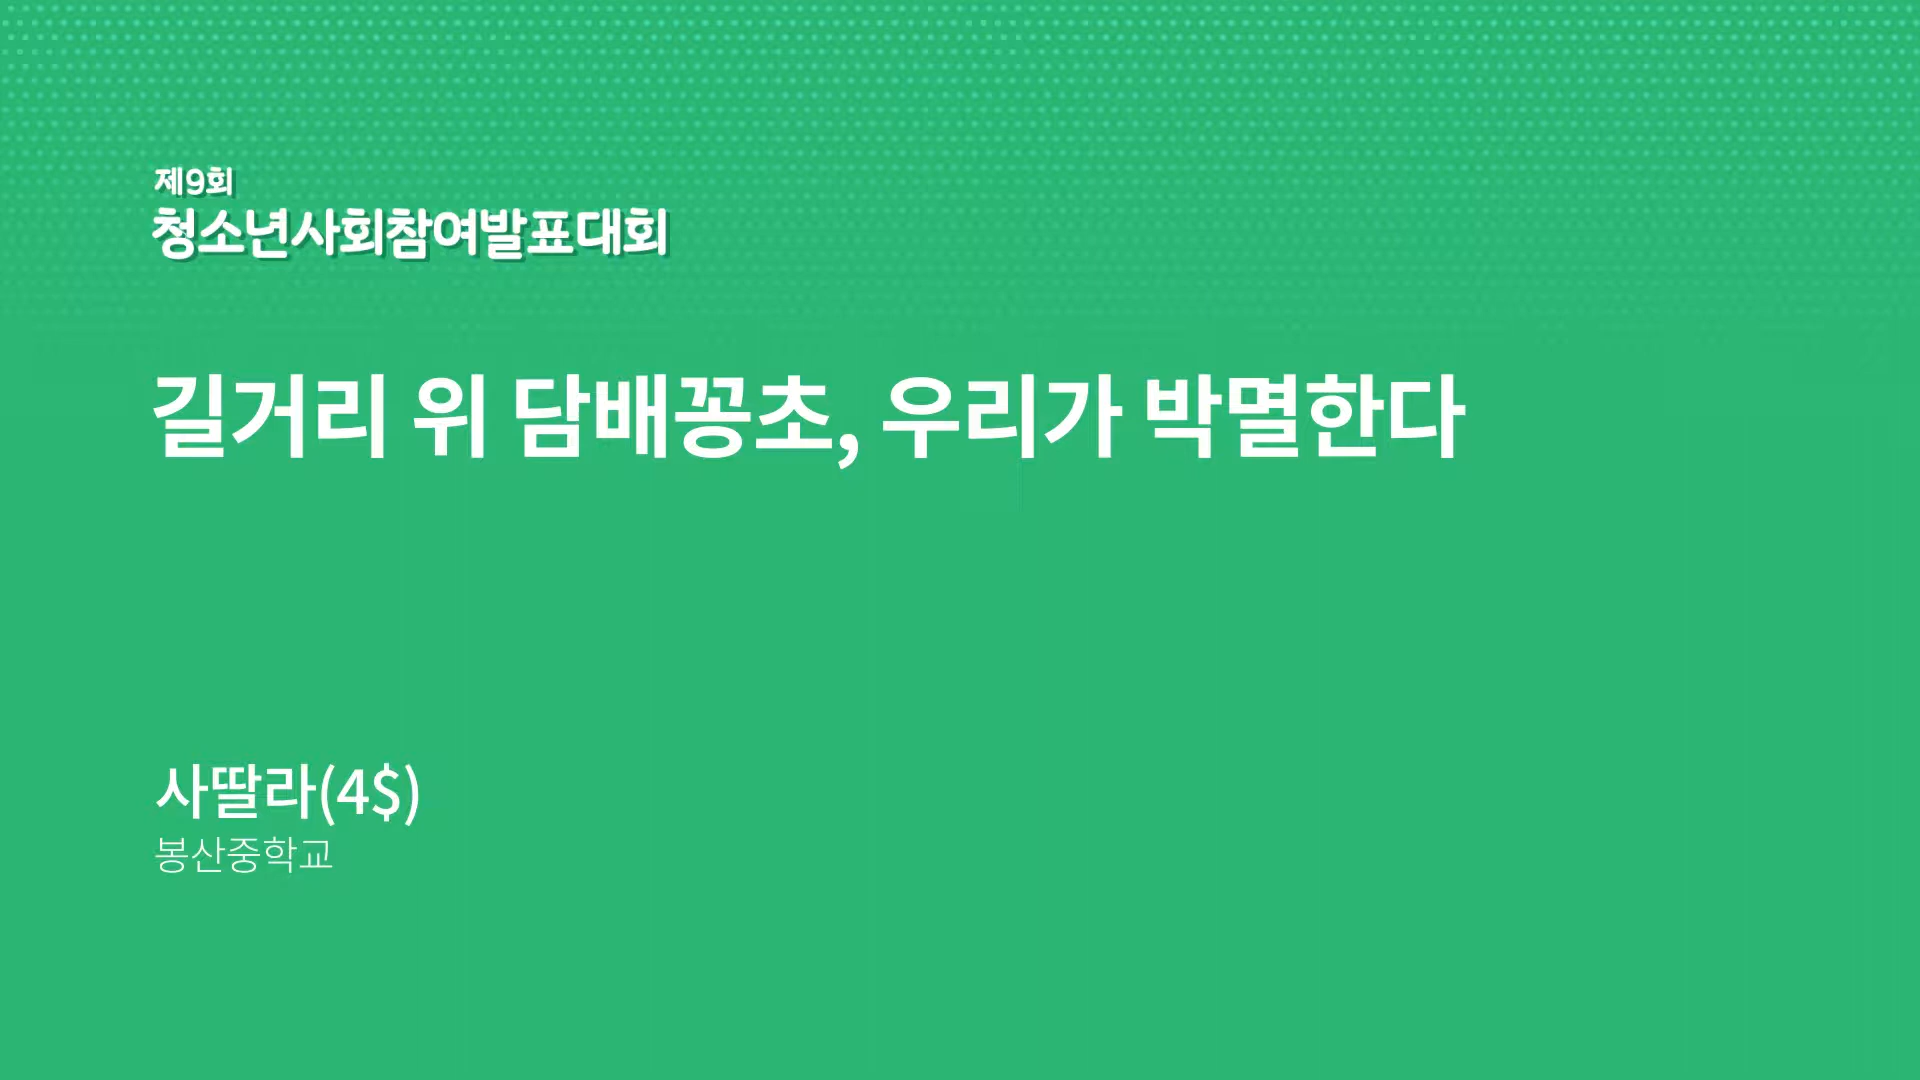 제9회
청소년사회참여발표대회
길거리 위 담배꽁초, 우리가 박멸한다
사딸라(4$)
봉산중학교